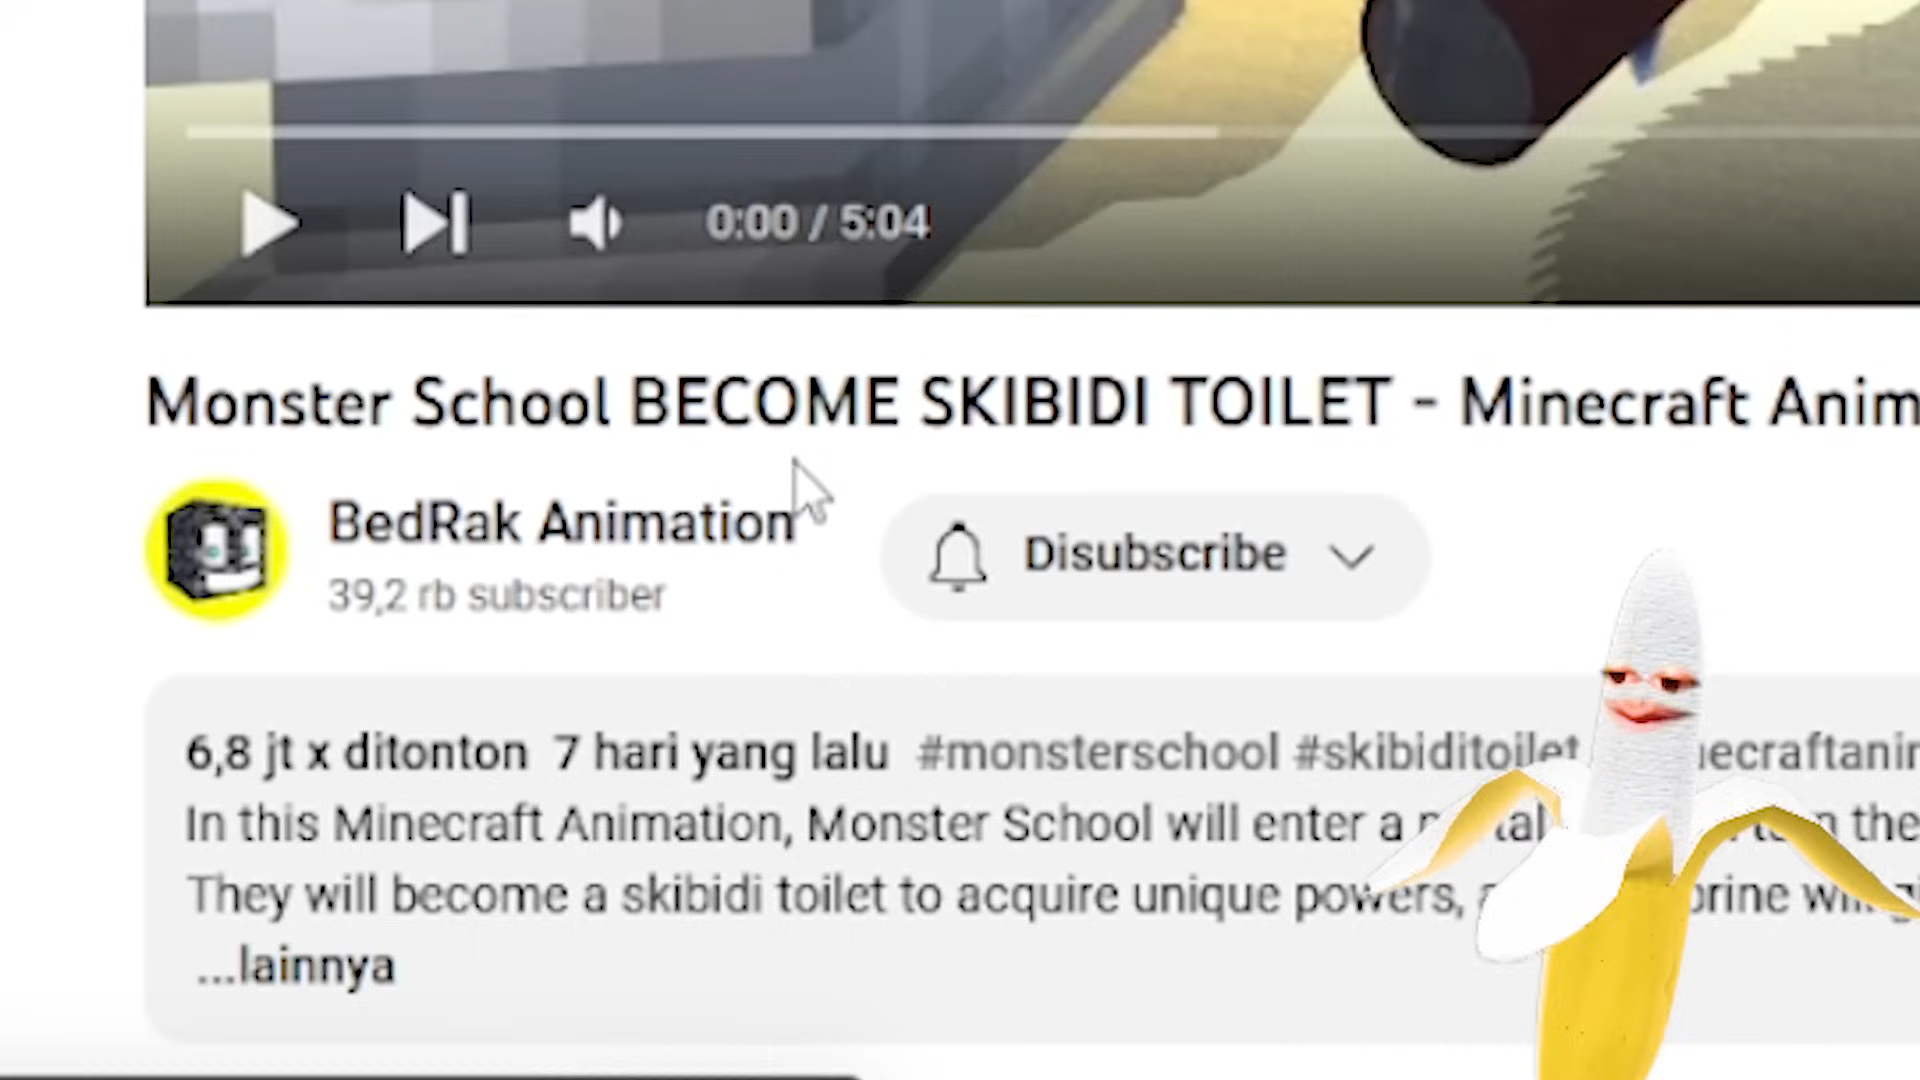 0:00 / 5:04
Monster School BECOME SKIBIDI TOILET - Minecraft Anim
BedRak Animation
39,2 rb subscriber
Disubscribe
6,8 jt x ditonton 7 hari yang lalu #monsterschool #skibiditoilet
In this Minecraft Animation, Monster School will enter a the
They will become a skibidi toilet to acquire unique powers,
...lainnya